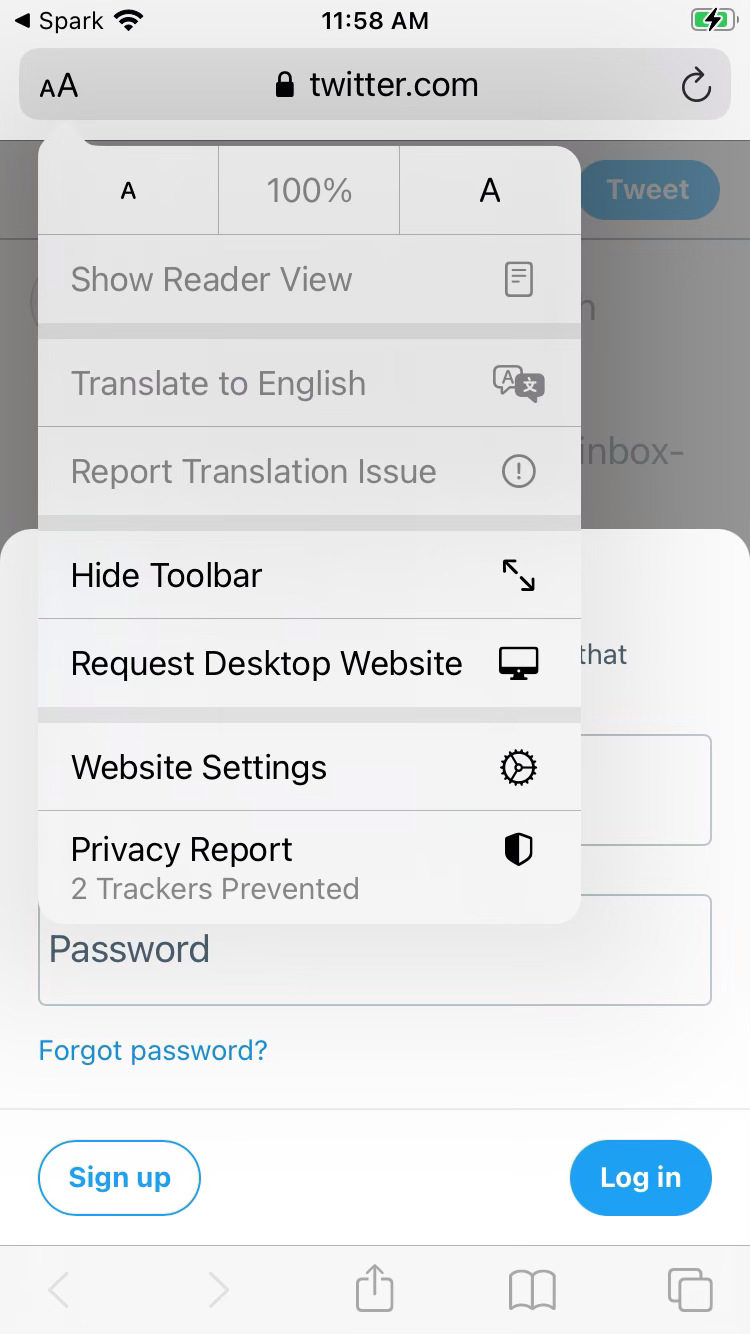 Spark 11:58 AM
AA twitter.com
A 100% A
Tweet
Show Reader View
Translate to English
inbox-
Report Translation Issue
Hide Toolbar
that
Request Desktop Website
Website Settings
Privacy Report
2 Trackers Prevented
Password
Forgot password?
Sign up Log in